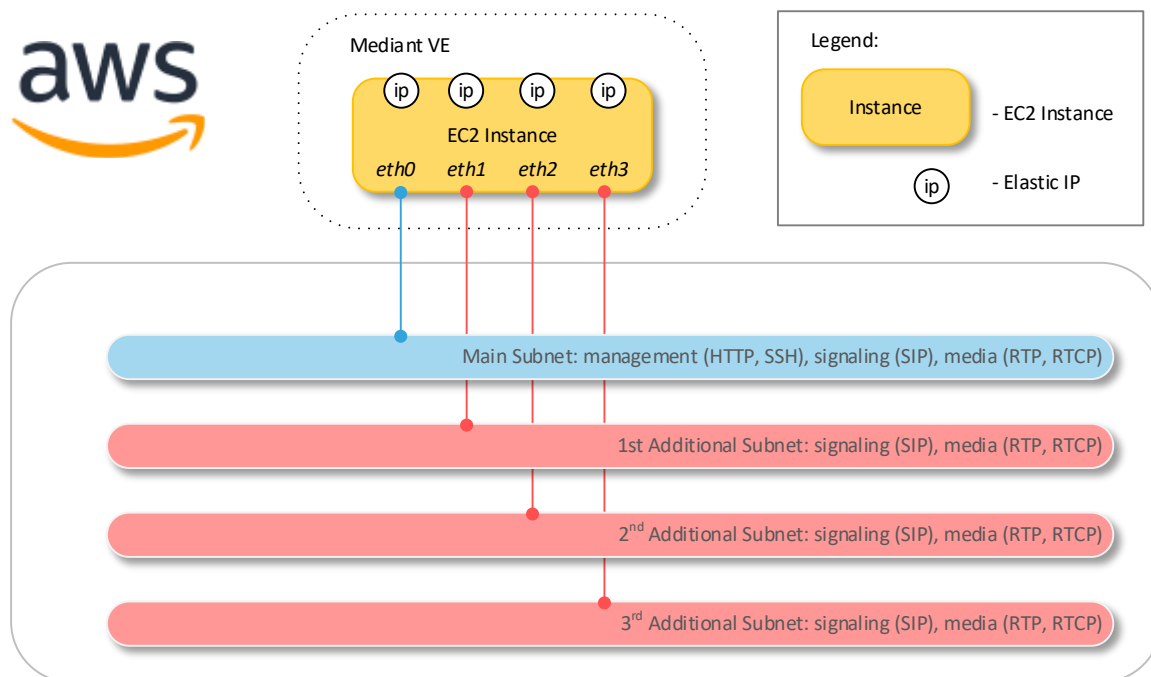 aws
Mediant VE
ip ip ip ip
EC2 Instance
eth0 eth1 eth2 eth3
Legend:
Instance - EC2 Instance
ip - Elastic IP
Main Subnet: management (HTTP, SSH), signaling (SIP), media (RTP, RTCP)
1st Additional Subnet: signaling (SIP), media (RTP, RTCP)
2nd Additional Subnet: signaling (SIP), media (RTP, RTCP)
3rd Additional Subnet: signaling (SIP), media (RTP, RTCP)